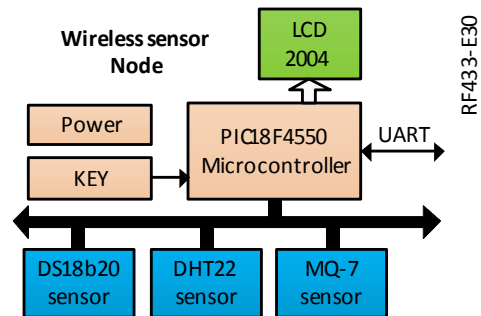 Wireless sensor
Node
LCD
2004
RF433-E30
Power
KEY
PIC18F4550
Microcontroller
UART
DS18b20
sensor
DHT22
sensor
MQ-7
sensor